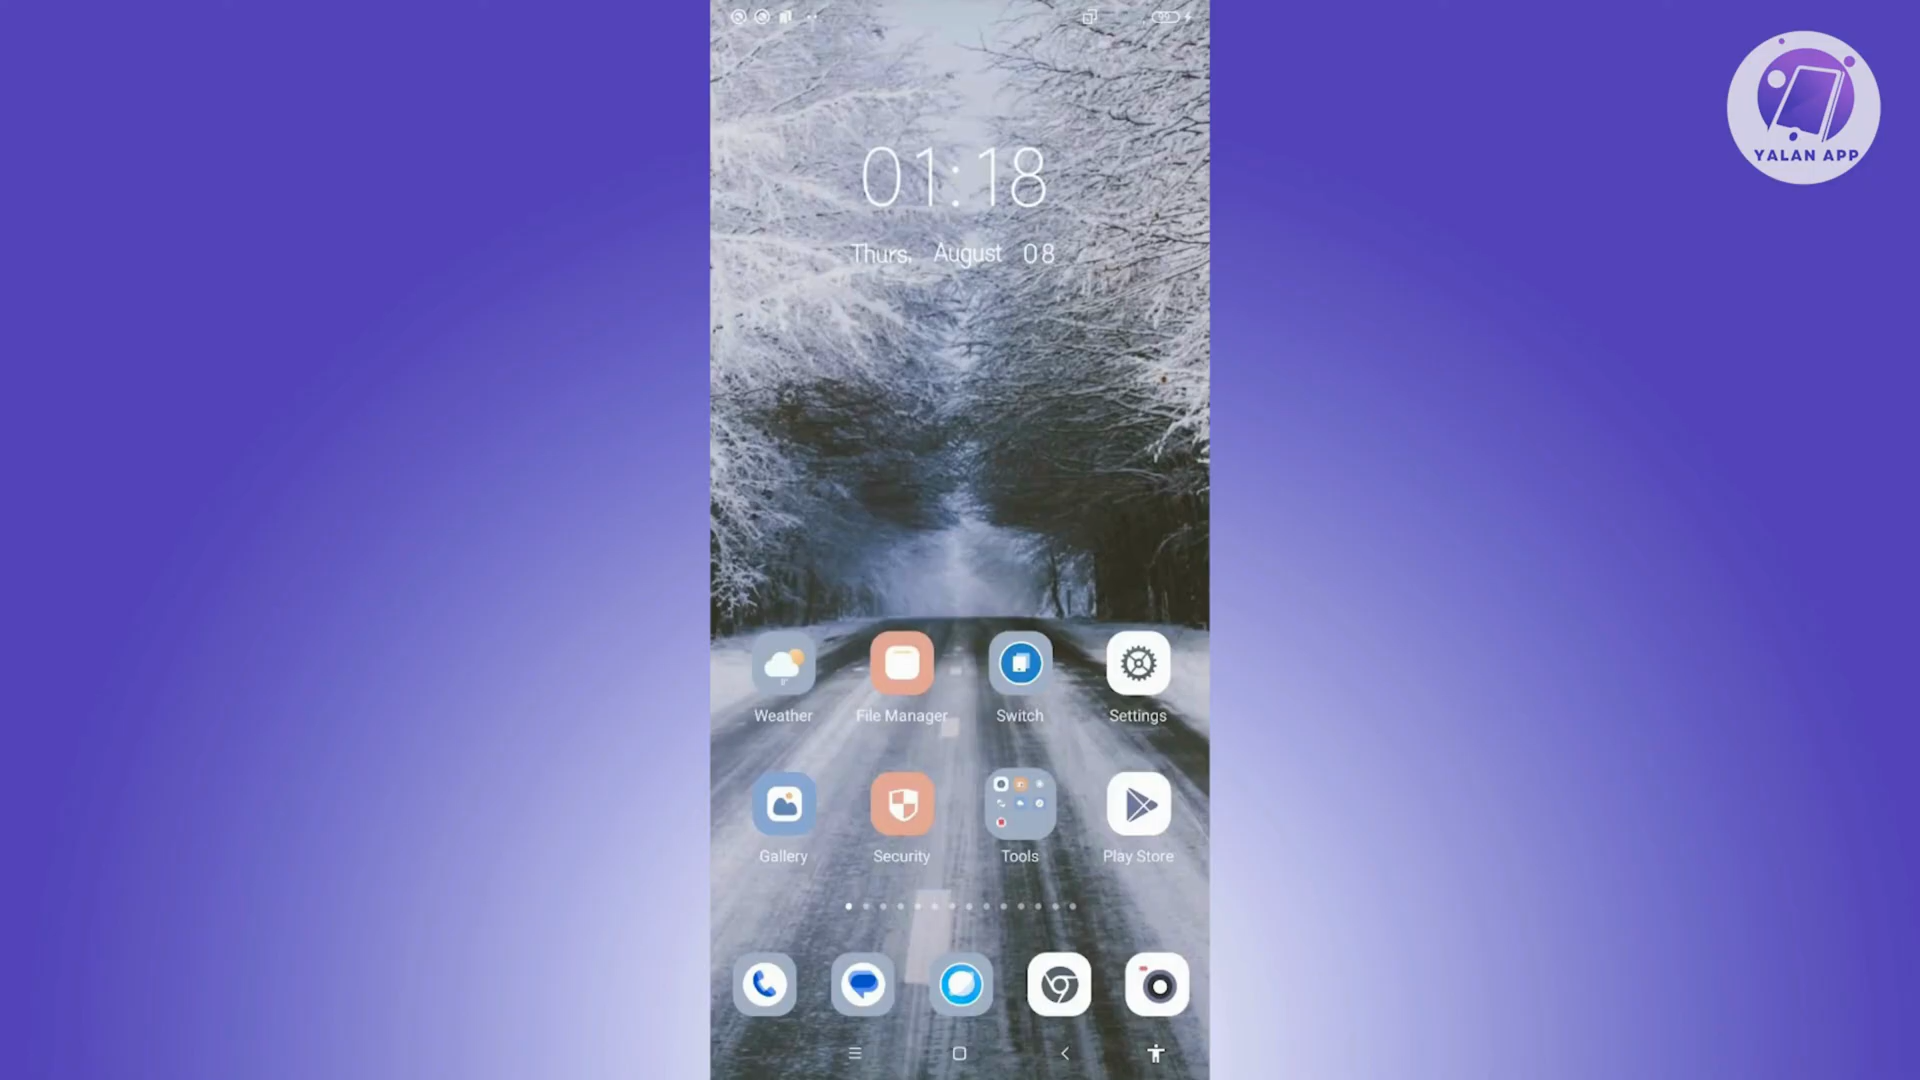 YALAN APP
01:18
Thurs. August 08
Weather File Manager Switch Settings
Gallery Security Tools Play Store